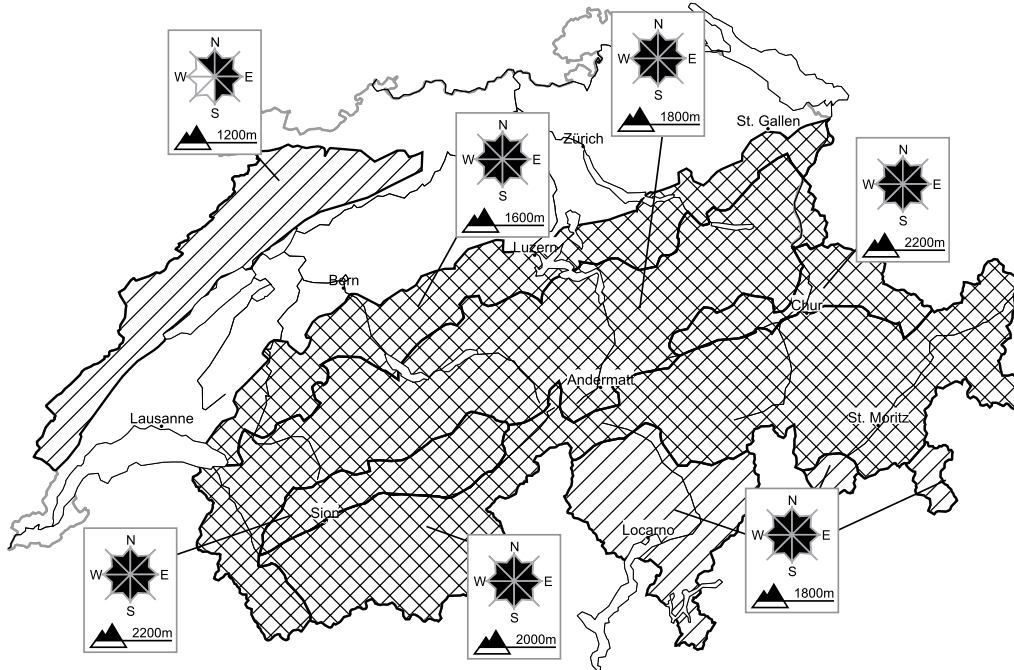 N
W E
S
1200m
N
W E
S
1800m
N
W E
S
1600m
N
W E
S
2200m
St. Gallen
Zürich
Luzern
Bern
Chur
Andermatt
Lausanne
St. Moritz
Sion
Locarno
N
W E
S
2200m
N
W E
S
2000m
N
W E
S
1800m